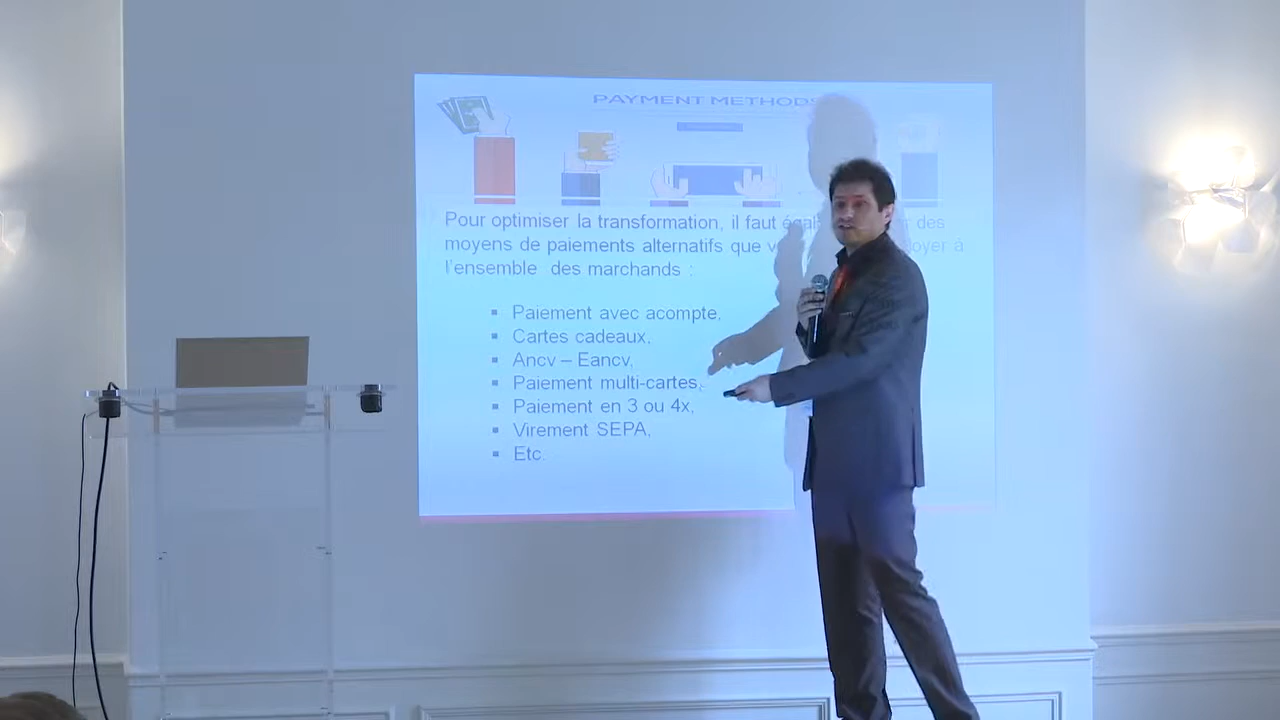 PAYMENT METHODS
Pour optimiser la transformation, il faut des
moyens de paiements alternatifs que à
l'ensemble des marchands :
▪ Paiement avec acompte,
▪ Cartes cadeaux,
▪ Ancv – Eancv,
▪ Paiement multi-cartes,
▪ Paiement en 3 ou 4x,
▪ Virement SEPA,
▪ Etc.